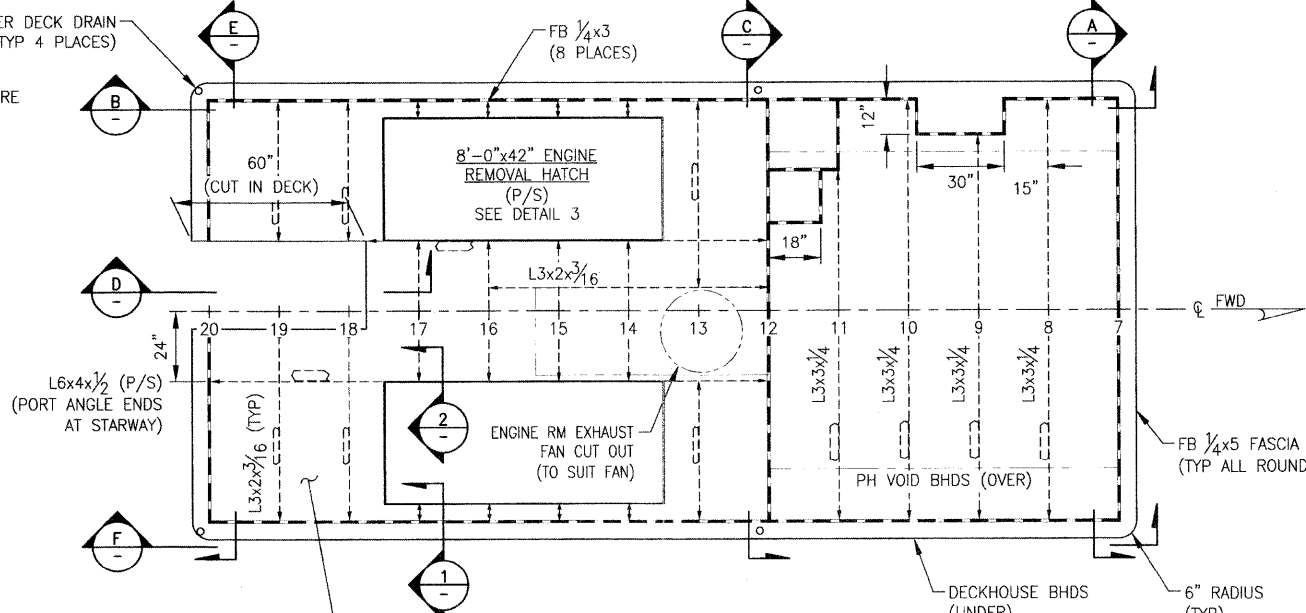 ER DECK DRAIN
TYP 4 PLACES)
E
-
FB 1/4x3
(8 PLACES)
C
-
A
-
RE
B
-
60"
(CUT IN DECK)
8'-0"x42" ENGINE
REMOVAL HATCH
(P/S)
SEE DETAIL 3
12"
30"
15"
18"
D
-
L3x2x3/16
℄ FWD
20 19 18 17 16 15 14 13 12 11 10 9 8 7
24"
L6x4x1/2 (P/S)
(PORT ANGLE ENDS
AT STARWAY)
L3x2x3/16 (TYP)
2
-
ENGINE RM EXHAUST
FAN CUT OUT
(TO SUIT FAN)
L3x3x1/4
L3x3x1/4
L3x3x1/4
L3x3x1/4
FB 1/4x5 FASCIA
(TYP ALL ROUND
PH VOID BHDS (OVER)
F
-
1
-
DECKHOUSE BHDS
(UNDER)
6" RADIUS
(TYP)